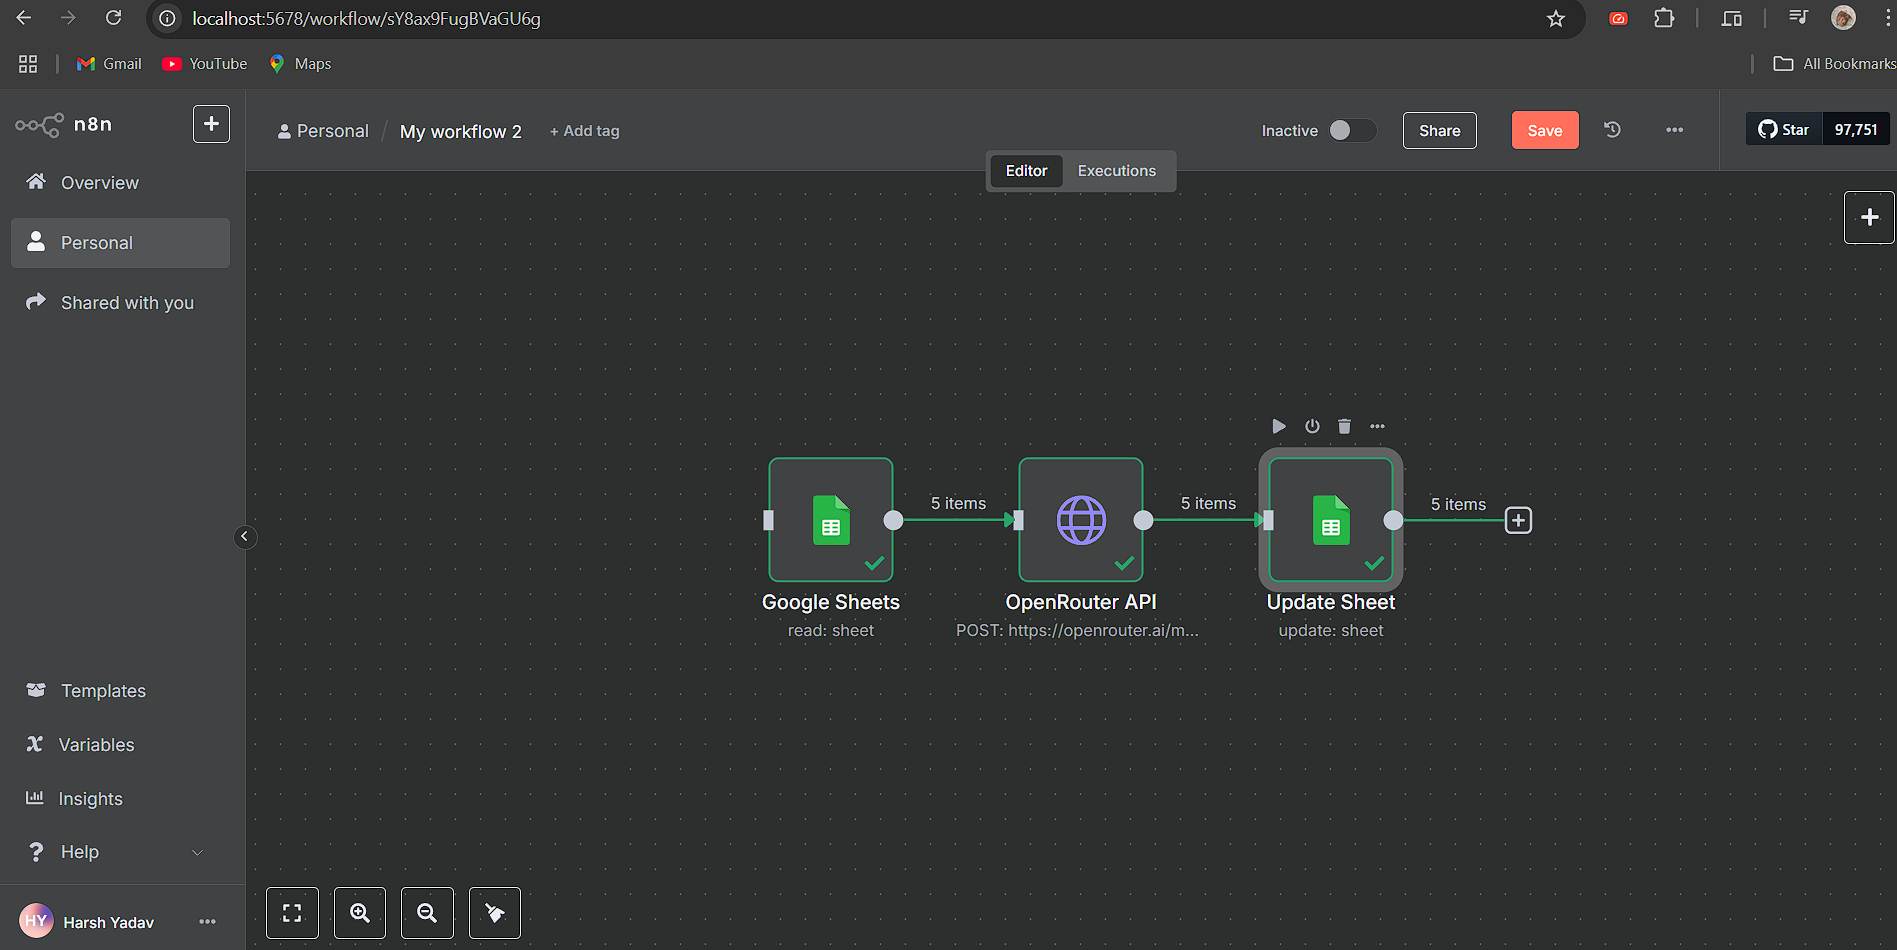 localhost:5678/workflow/sY8ax9FugBVaGU6g
Gmail
YouTube
Maps
All Bookmarks
n8n
Personal / My workflow 2 + Add tag
Inactive
Share
Save
Star 97,751
Editor Executions
Overview
Personal
Shared with you
5 items
5 items
5 items
Google Sheets
read: sheet
OpenRouter API
POST: https://openrouter.ai/m...
Update Sheet
update: sheet
Templates
Variables
Insights
Help
HY Harsh Yadav